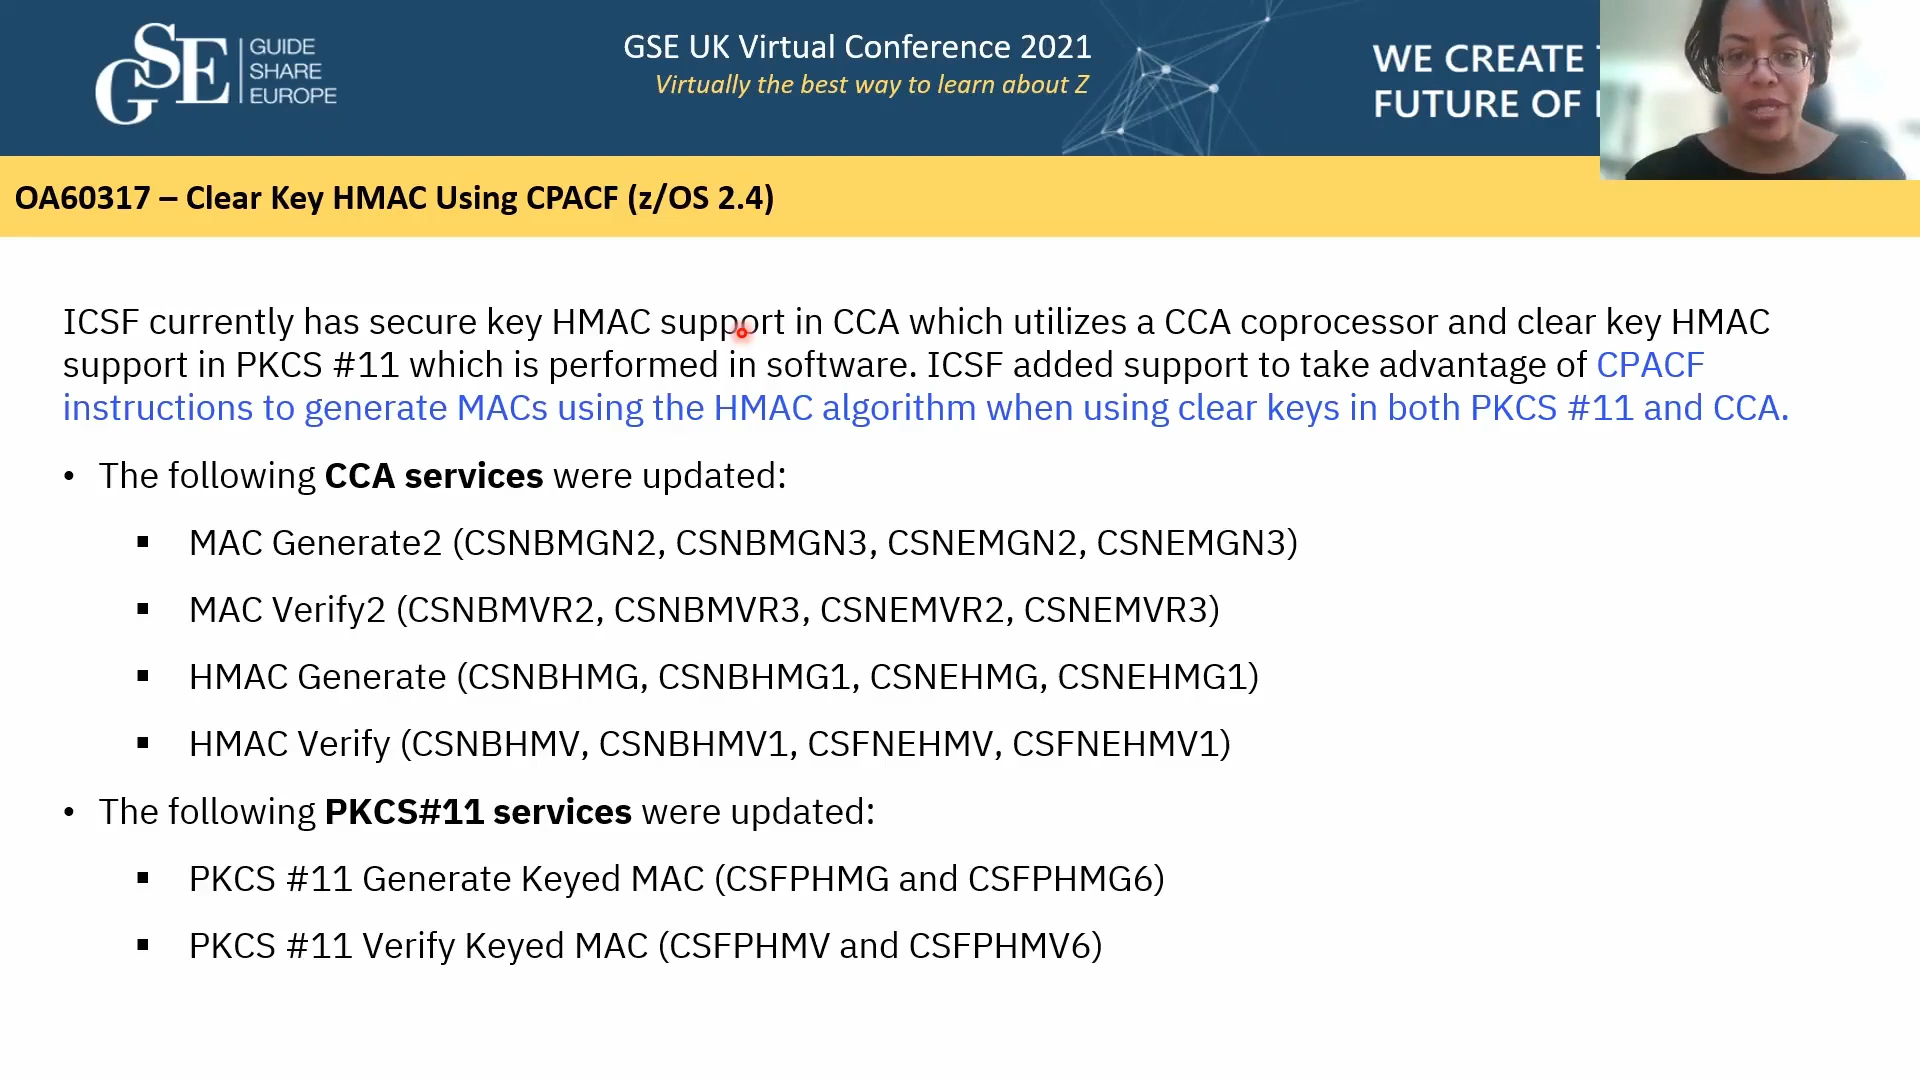 GSE
GUIDE
SHARE
EUROPE
GSE UK Virtual Conference 2021
Virtually the best way to learn about Z
WE CREATE
FUTURE OF
OA60317 – Clear Key HMAC Using CPACF (z/OS 2.4)
ICSF currently has secure key HMAC support in CCA which utilizes a CCA coprocessor and clear key HMAC
support in PKCS #11 which is performed in software. ICSF added support to take advantage of CPACF
instructions to generate MACs using the HMAC algorithm when using clear keys in both PKCS #11 and CCA.
• The following CCA services were updated:
▪ MAC Generate2 (CSNBMGN2, CSNBMGN3, CSNEMGN2, CSNEMGN3)
▪ MAC Verify2 (CSNBMVR2, CSNBMVR3, CSNEMVR2, CSNEMVR3)
▪ HMAC Generate (CSNBHMG, CSNBHMG1, CSNEHMG, CSNEHMG1)
▪ HMAC Verify (CSNBHMV, CSNBHMV1, CSFNEHMV, CSFNEHMV1)
• The following PKCS#11 services were updated:
▪ PKCS #11 Generate Keyed MAC (CSFPHMG and CSFPHMG6)
▪ PKCS #11 Verify Keyed MAC (CSFPHMV and CSFPHMV6)